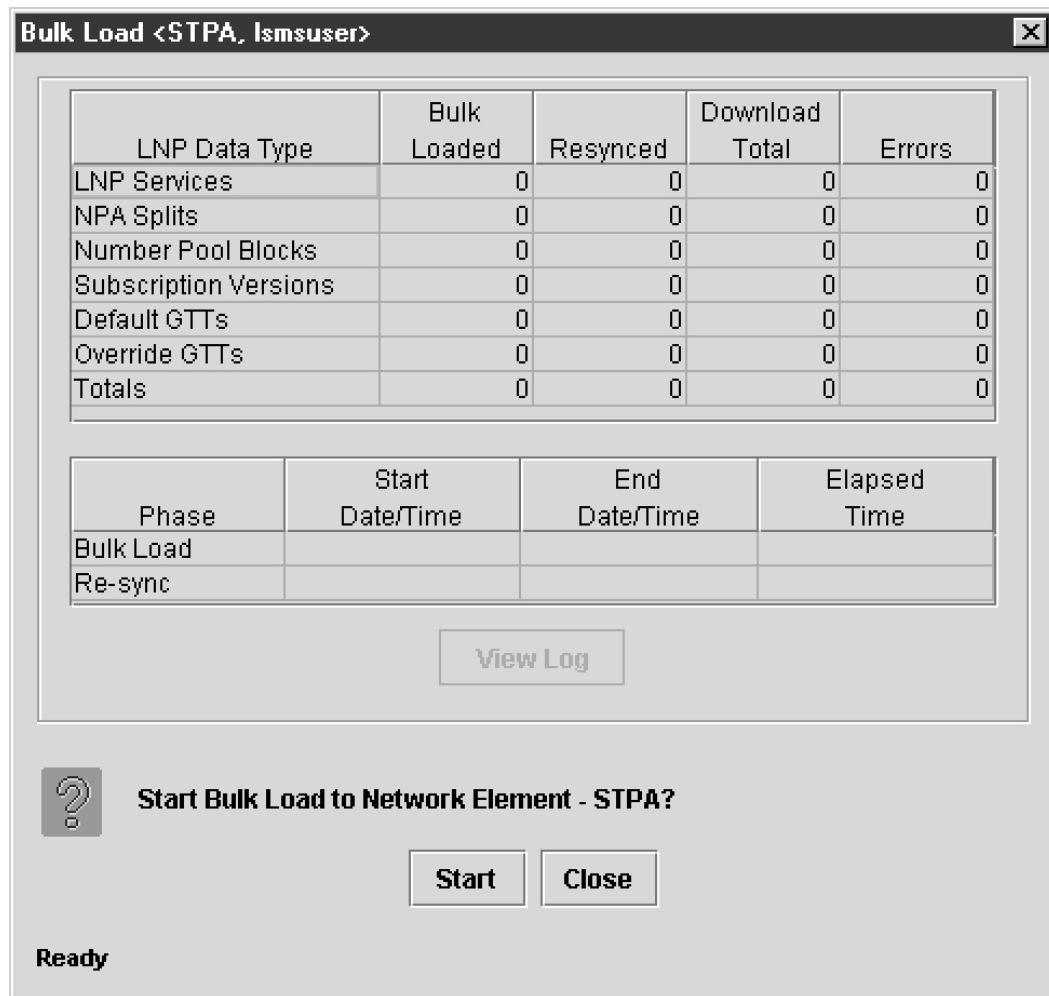 Bulk Load <STPA, lsmsuser>
LNP Data Type Bulk Loaded Resynced Download Total Errors
LNP Services 0 0 0 0
NPA Splits 0 0 0 0
Number Pool Blocks 0 0 0 0
Subscription Versions 0 0 0 0
Default GTTs 0 0 0 0
Override GTTs 0 0 0 0
Totals 0 0 0 0
Phase Start Date/Time End Date/Time Elapsed Time
Bulk Load
Re-sync
View Log
Start Bulk Load to Network Element - STPA?
Start Close
Ready